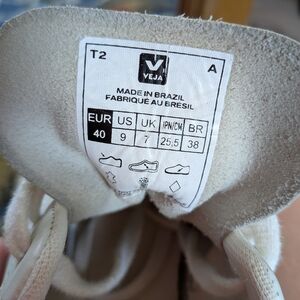 T2 V A
VEJA
MADE IN BRAZIL
FABRIQUÉ AU BRESIL
EUR US UK JPN/CM BR
40 9 7 25,5 38